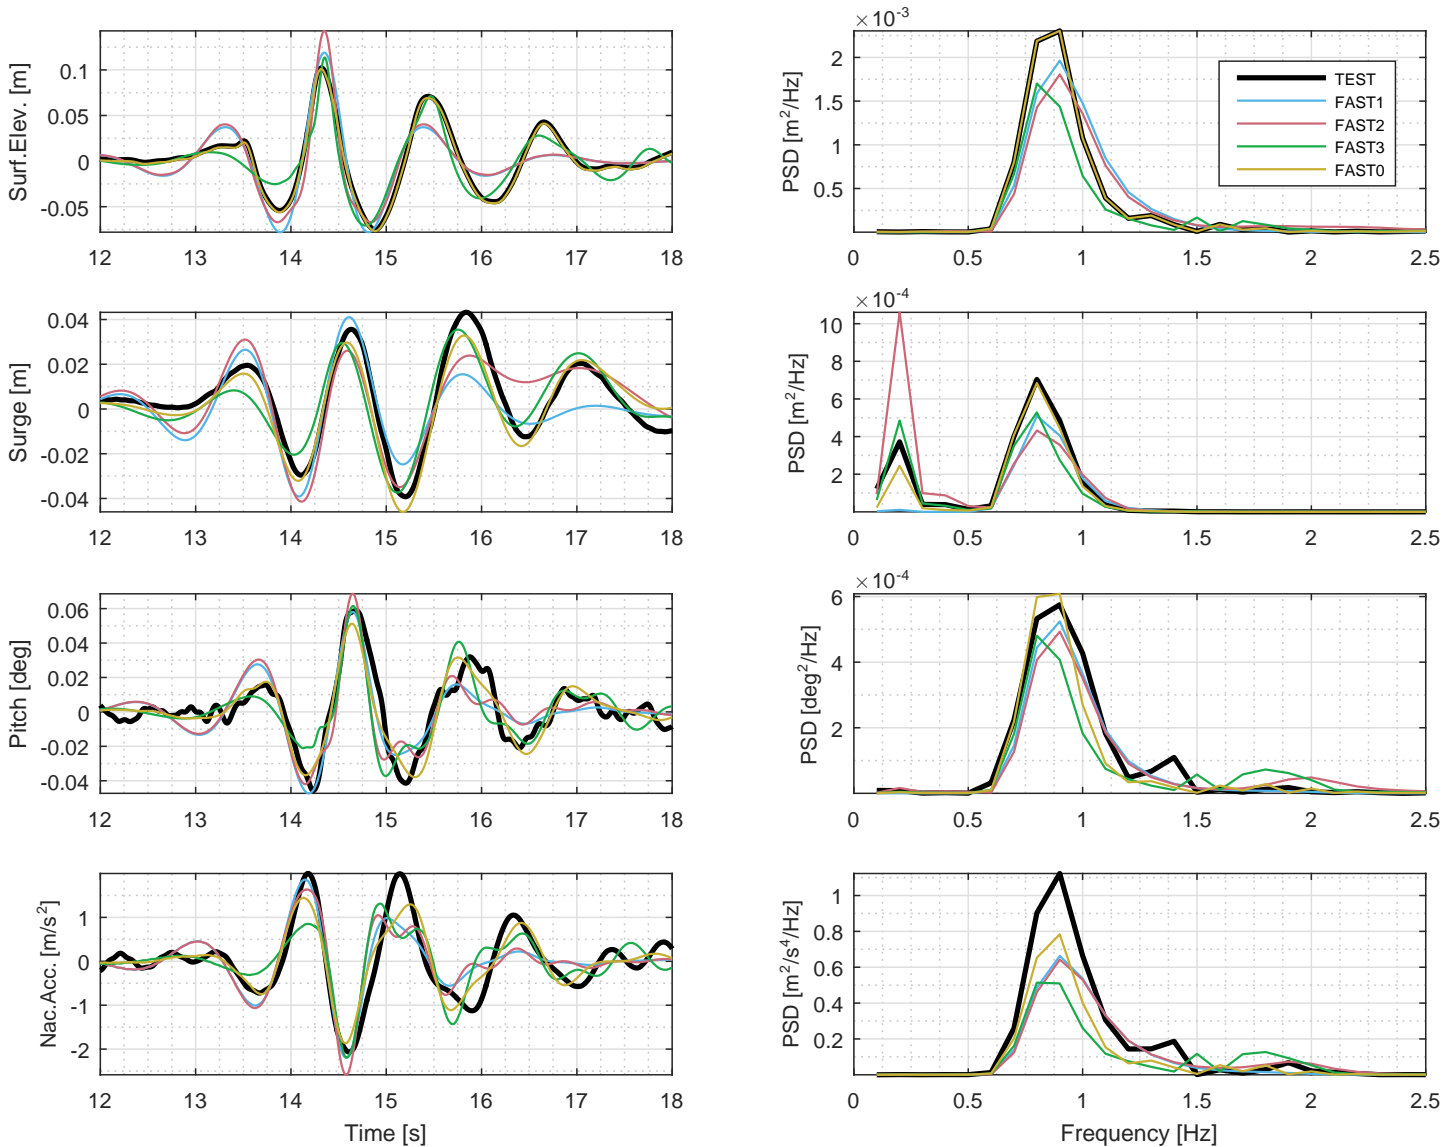 Surf.Elev. [m]
0.1
0.05
0
-0.05
12 13 14 15 16 17 18
×10-3
PSD [m2/Hz]
2
1.5
1
0.5
0 0.5 1 1.5 2 2.5
TEST
FAST1
FAST2
FAST3
FAST0
Surge [m]
0.04
0.02
0
-0.02
-0.04
12 13 14 15 16 17 18
×10-4
PSD [m2/Hz]
10
8
6
4
2
0 0.5 1 1.5 2 2.5
Pitch [deg]
0.06
0.04
0.02
0
-0.02
-0.04
12 13 14 15 16 17 18
×10-4
PSD [deg2/Hz]
6
4
2
0 0.5 1 1.5 2 2.5
Nac.Acc. [m/s-2]
1
0
-1
-2
12 13 14 15 16 17 18
Time [s]
PSD [m2/s4/Hz]
1
0.8
0.6
0.4
0.2
0 0.5 1 1.5 2 2.5
Frequency [Hz]